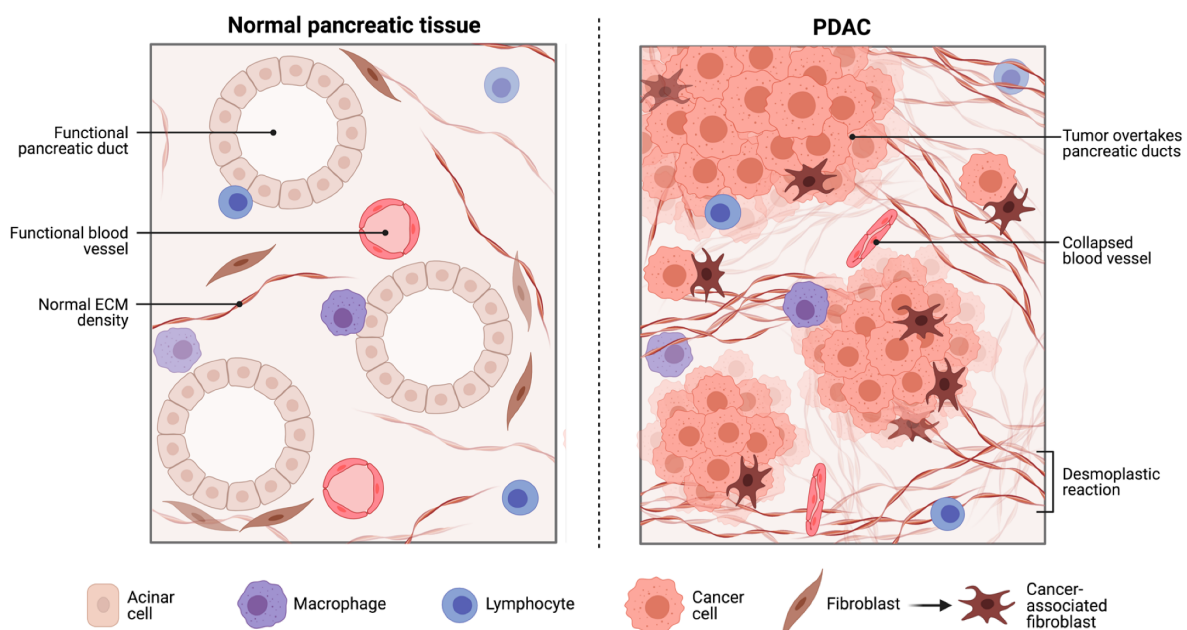 Normal pancreatic tissue
PDAC
Functional
pancreatic duct
Functional blood
vessel
Normal ECM
density
Tumor overtakes
pancreatic ducts
Collapsed
blood vessel
Desmoplastic
reaction
Acinar
cell
Macrophage
Lymphocyte
Cancer
cell
Fibroblast
Cancer-
associated
fibroblast